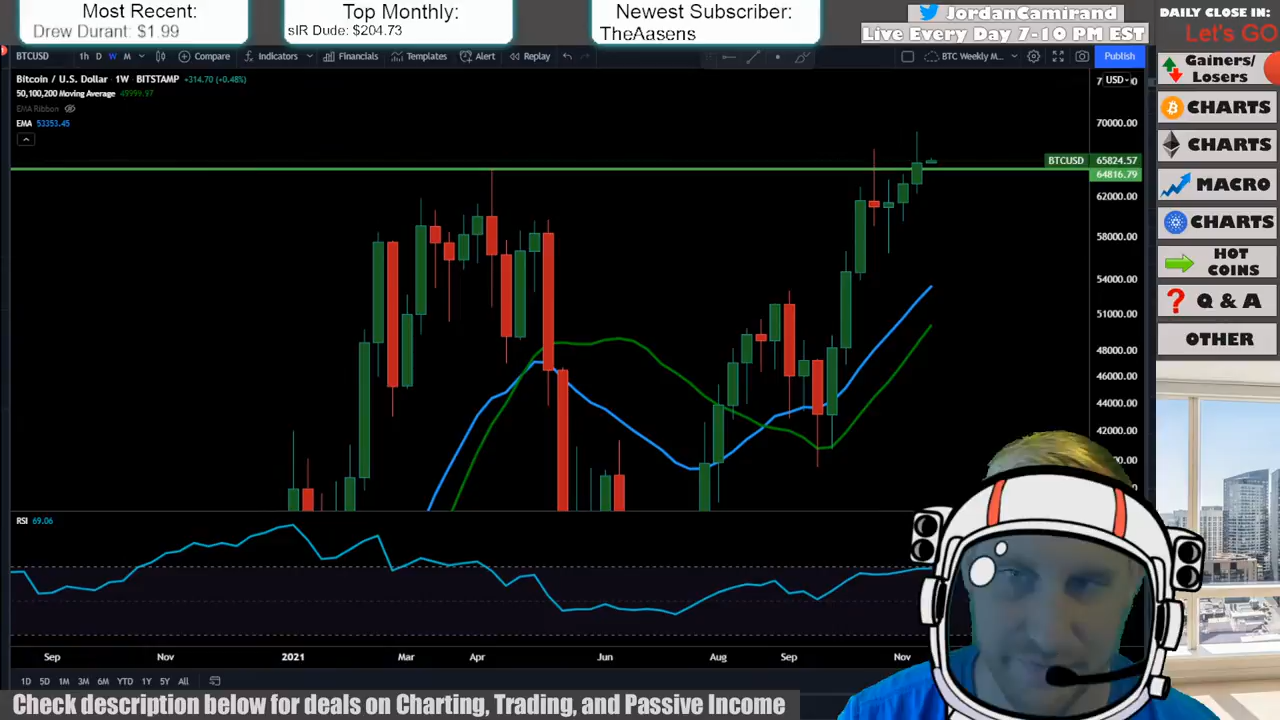 Most Recent:
Drew Durant: $1.99
Top Monthly:
sIR Dude: $204.73
Newest Subscriber:
TheAasens
JordanCamirand
Live Every Day 7-10 PM EST
DAILY CLOSE IN:
Let's GO
BTCUSD
1h D W M
Compare
Indicators
Financials
Templates
Alert
Replay
BTC Weekly M...
Publish
Bitcoin / U.S. Dollar 1W BITSTAMP +314.70 (+0.48%)
50,100,200 Moving Average 49999.97
EMA Ribbon
EMA 53353.45
USD
70000.00
BTCUSD 65824.57
64816.79
62000.00
58000.00
54000.00
51000.00
48000.00
46000.00
44000.00
42000.00
RSI 69.06
Sep Nov 2021 Mar Apr Jun Aug Sep Nov
1D 5D 1M 3M 6M YTD 1Y 5Y All
Gainers/
Losers
CHARTS
CHARTS
MACRO
CHARTS
HOT
COINS
Q & A
OTHER
Check description below for deals on Charting, Trading, and Passive Income